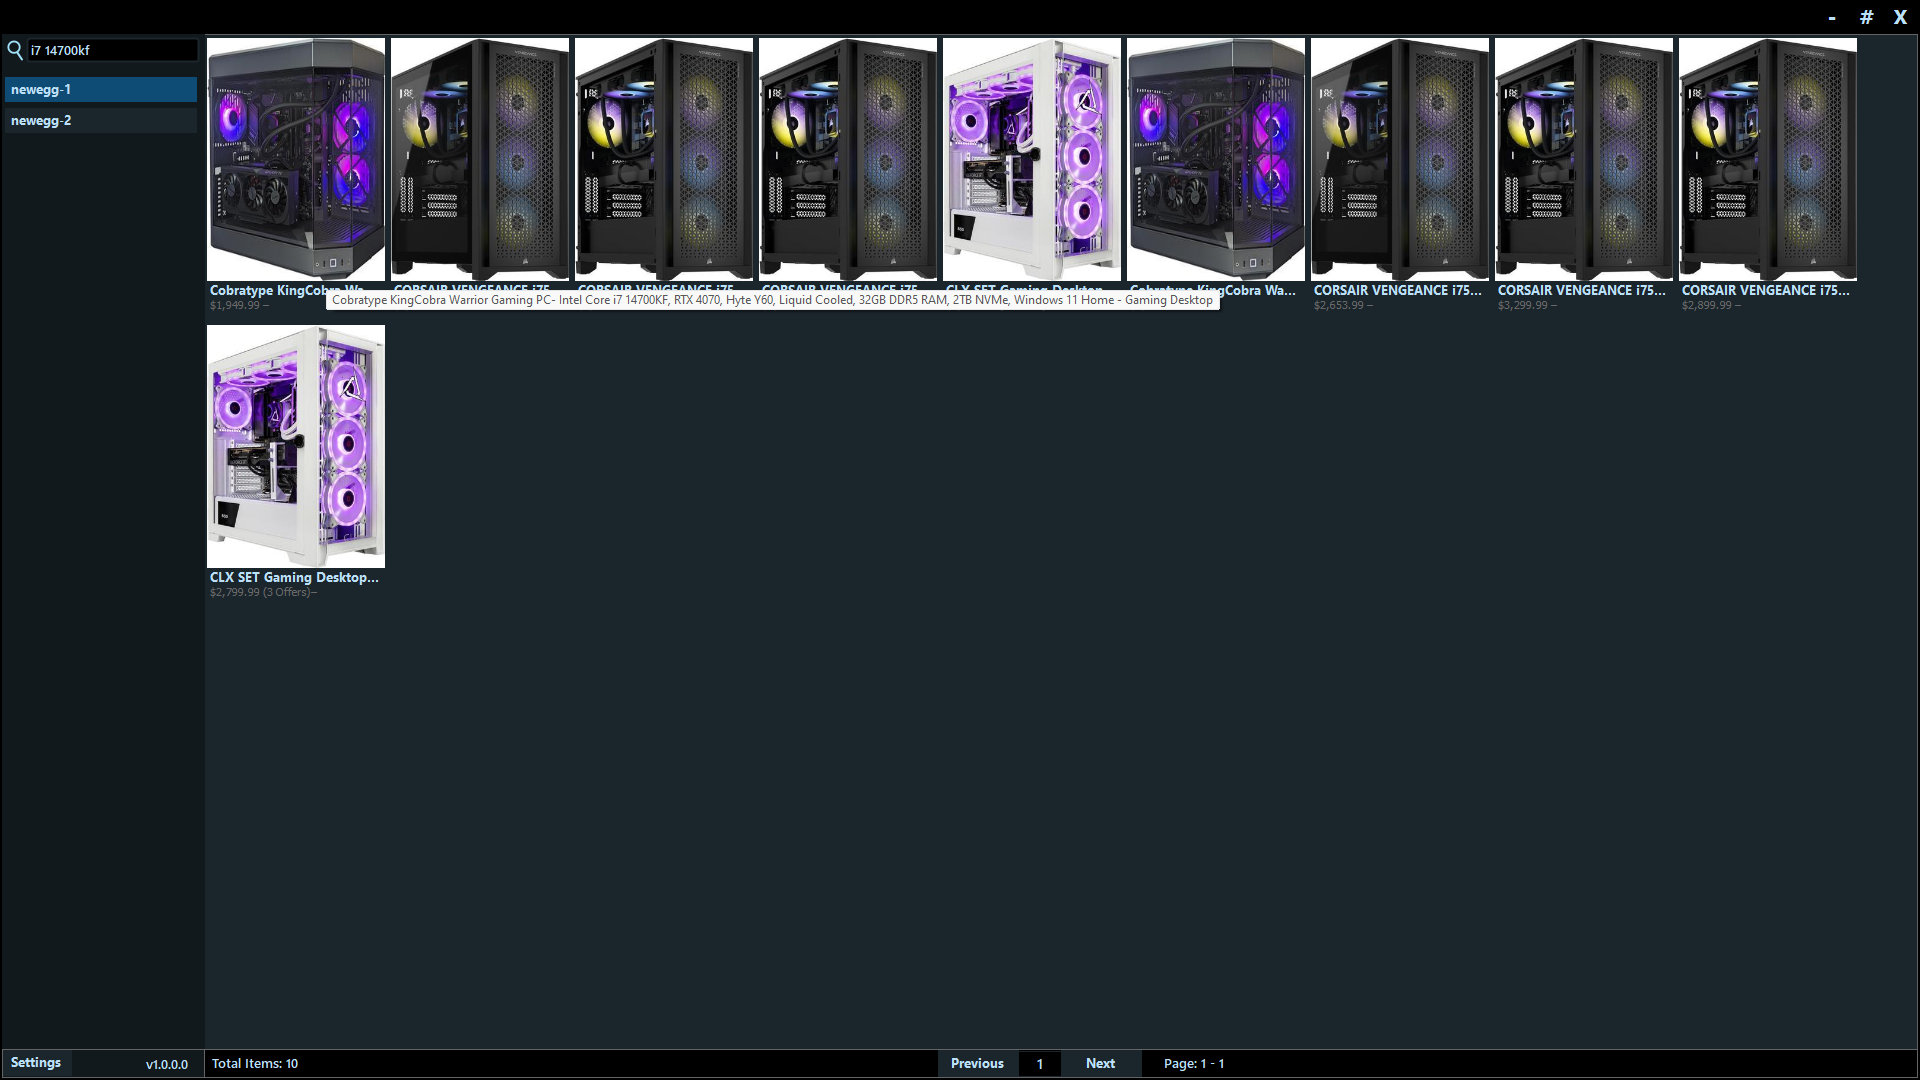 - # X
i7 14700kf
newegg-1
newegg-2
Cobratype KingCobra Wa...
$1,949.99 –
CORSAIR VENGEANCE i75...
CORSAIR VENGEANCE i75...
CORSAIR VENGEANCE i75...
CLX SET Gaming Desktop...
Cobratype KingCobra Wa...
CORSAIR VENGEANCE i75...
$2,653.99 –
CORSAIR VENGEANCE i75...
$3,299.99 –
CORSAIR VENGEANCE i75...
$2,899.99 –
Cobratype KingCobra Warrior Gaming PC- Intel Core i7 14700KF, RTX 4070, Hyte Y60, Liquid Cooled, 32GB DDR5 RAM, 2TB NVMe, Windows 11 Home - Gaming Desktop
CLX SET Gaming Desktop...
$2,799.99 (3 Offers)–
Settings
v1.0.0.0
Total Items: 10
Previous
1
Next
Page: 1 - 1